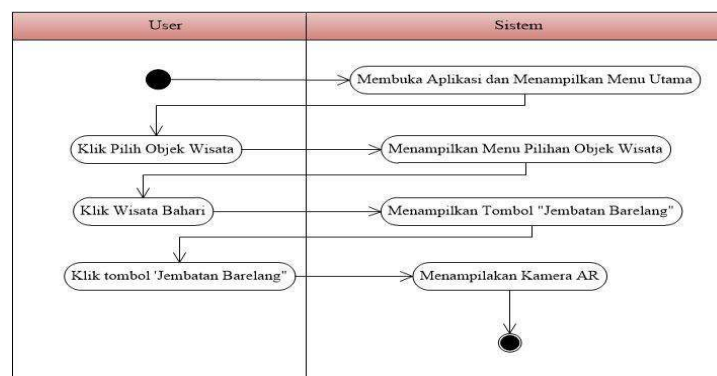 User
Sistem
Membuka Aplikasi dan Menampilkan Menu Utama
Klik Pilih Objek Wisata
Menampilkan Menu Pilihan Objek Wisata
Klik Wisata Bahari
Menampilkan Tombol "Jembatan Barelang"
Klik tombol 'Jembatan Barelang"
Menampilakan Kamera AR